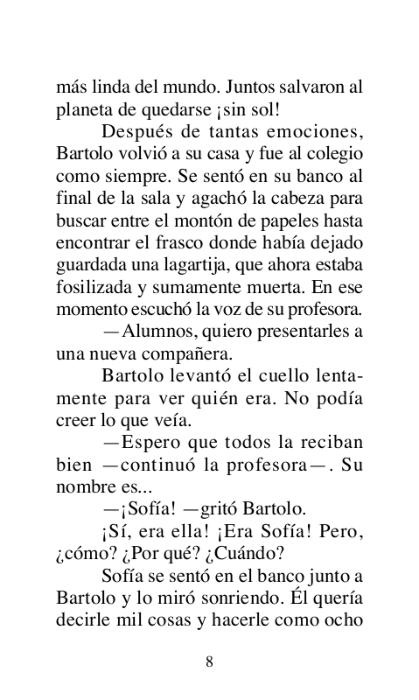 más linda del mundo. Juntos salvaron al
planeta de quedarse ¡sin sol!
Después de tantas emociones,
Bartolo volvió a su casa y fue al colegio
como siempre. Se sentó en su banco al
final de la sala y agachó la cabeza para
buscar entre el montón de papeles hasta
encontrar el frasco donde había dejado
guardada una lagartija, que ahora estaba
fosilizada y sumamente muerta. En ese
momento escuchó la voz de su profesora.
—Alumnos, quiero presentarles a
una nueva compañera.
Bartolo levantó el cuello lenta-
mente para ver quién era. No podía
creer lo que veía.
—Espero que todos la reciban
bien —continuó la profesora—. Su
nombre es...
—¡Sofía! —gritó Bartolo.
¡Sí, era ella! ¡Era Sofía! Pero,
¿cómo? ¿Por qué? ¿Cuándo?
Sofía se sentó en el banco junto a
Bartolo y lo miró sonriendo. Él quería
decirle mil cosas y hacerle como ocho
8